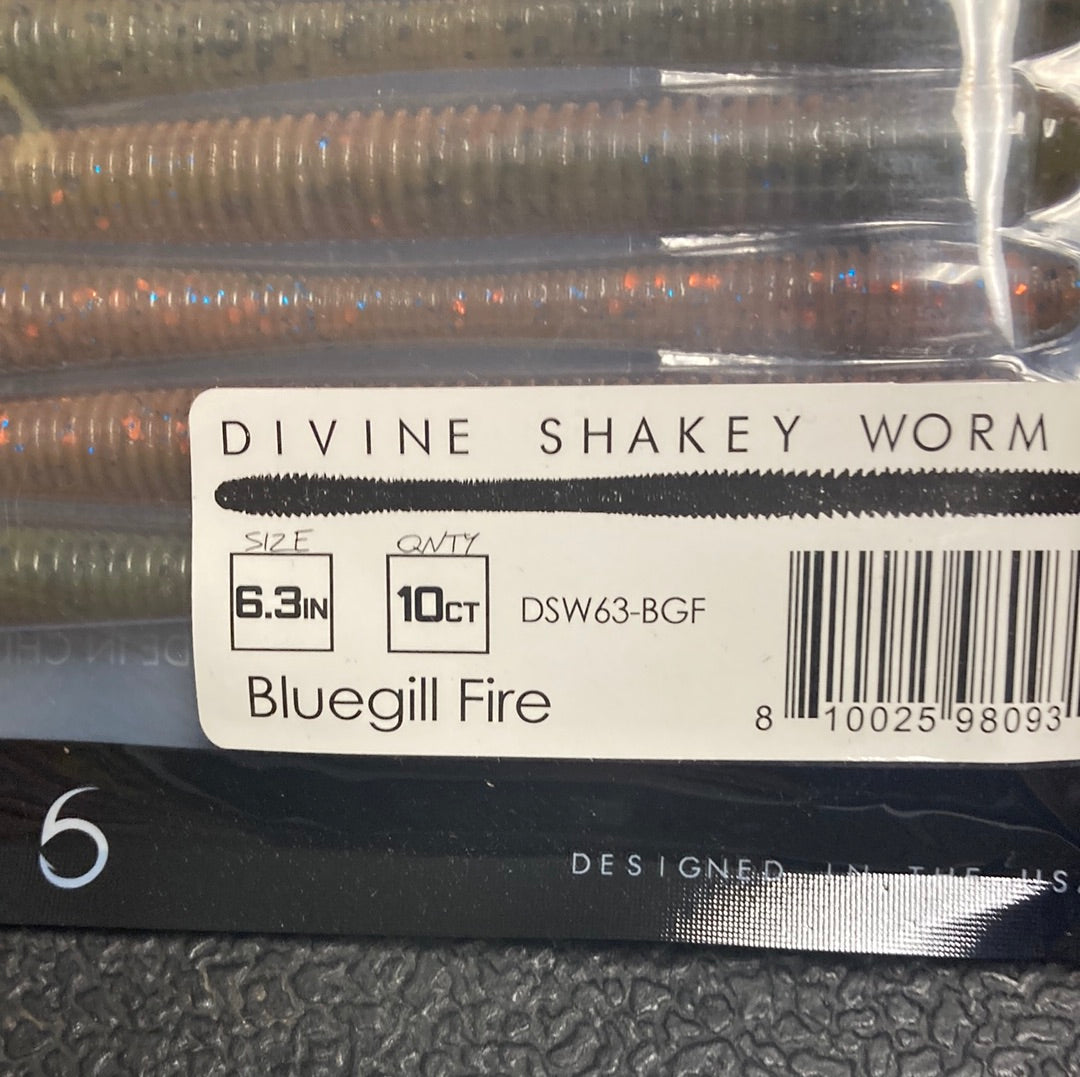 DIVINE SHAKEY WORM
SIZE QNTY
6.3IN 10CT DSW63-BGF
Bluegill Fire
8 10025 98093
6
DESIGNED IN THE USA